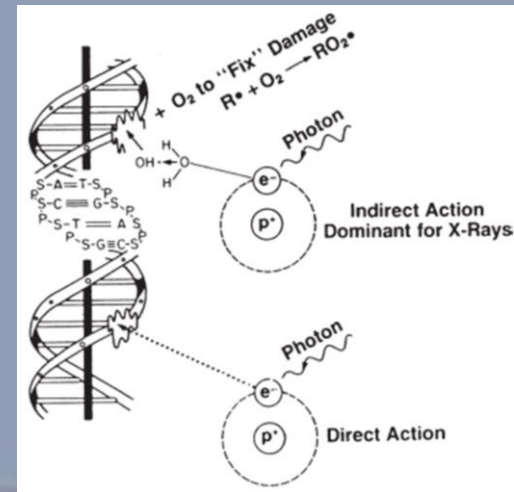 + O₂ to "Fix" Damage
R• + O₂ → RO₂•
Photon
H
OH·
O
H
e⁻
p⁺
Indirect Action
Dominant for X-Rays
S-A=T-S
P P
S-C≡G-S
P P
S-T=A S
P P
S-G≡C-S
Photon
e⁻
p⁺
Direct Action